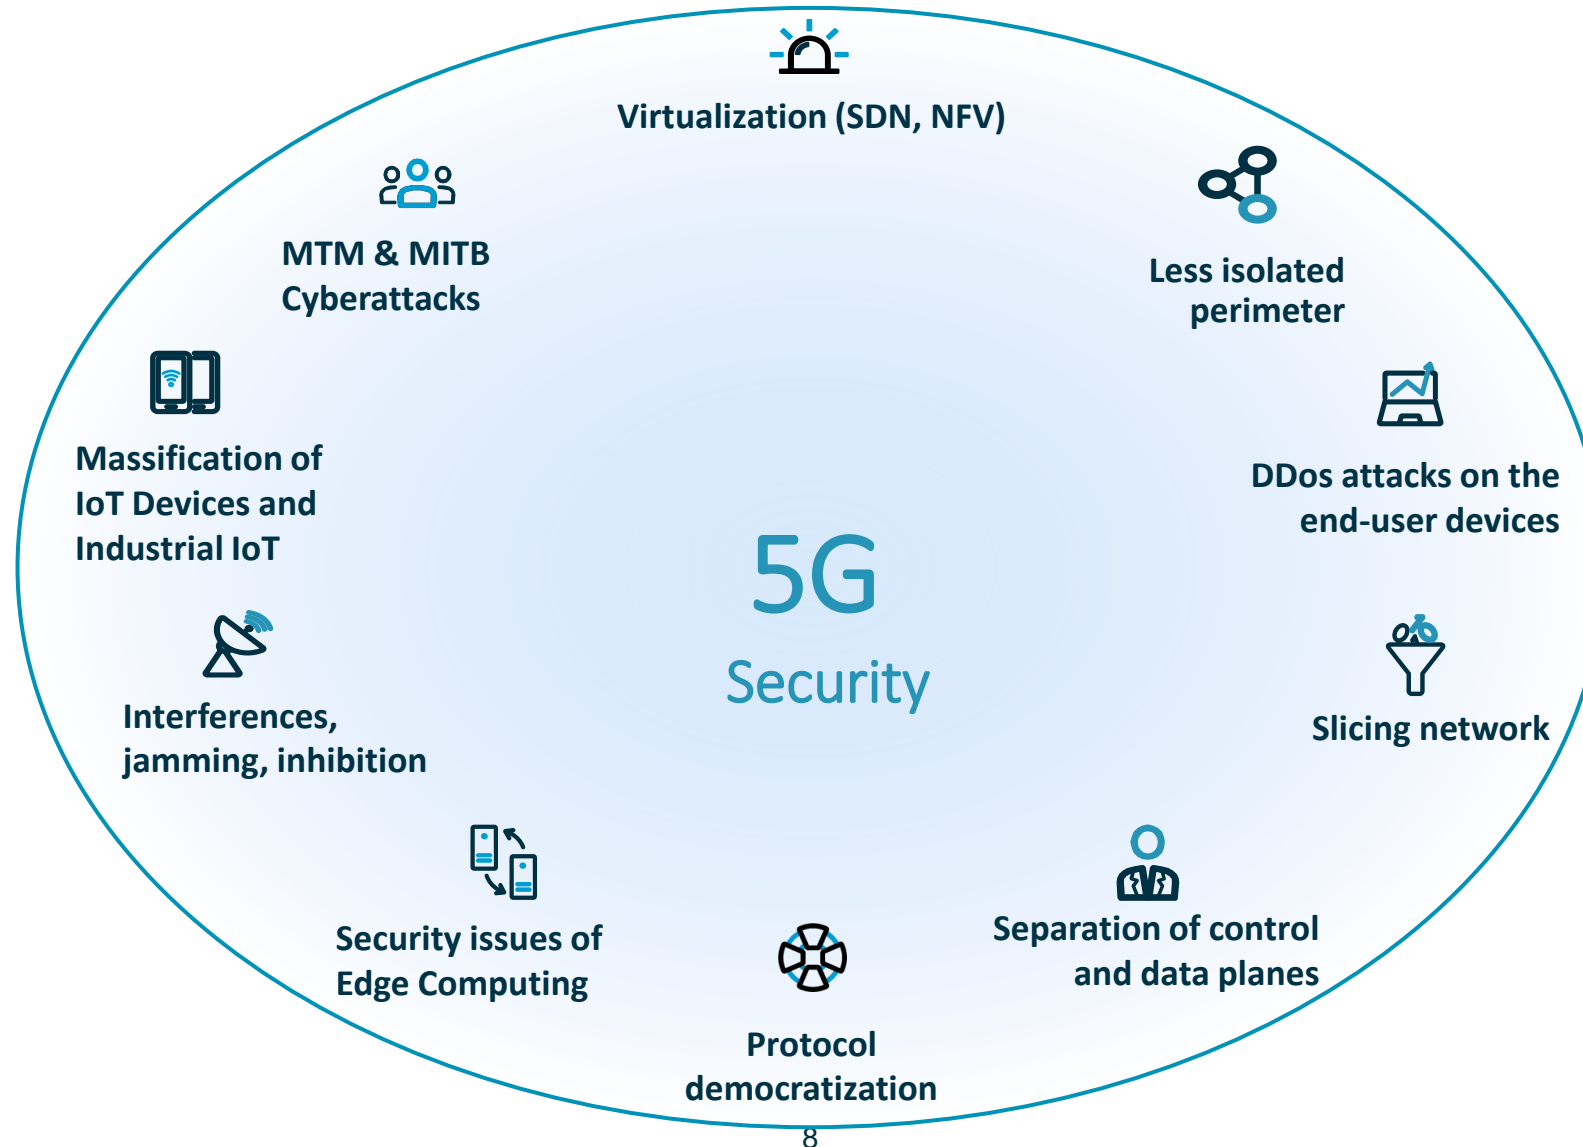 Virtualization (SDN, NFV)
MTM & MITB
Cyberattacks
Less isolated
perimeter
Massification of
IoT Devices and
Industrial IoT
DDos attacks on the
end-user devices
5G
Security
Interferences,
jamming, inhibition
Slicing network
Security issues of
Edge Computing
Separation of control
and data planes
Protocol
democratization
8